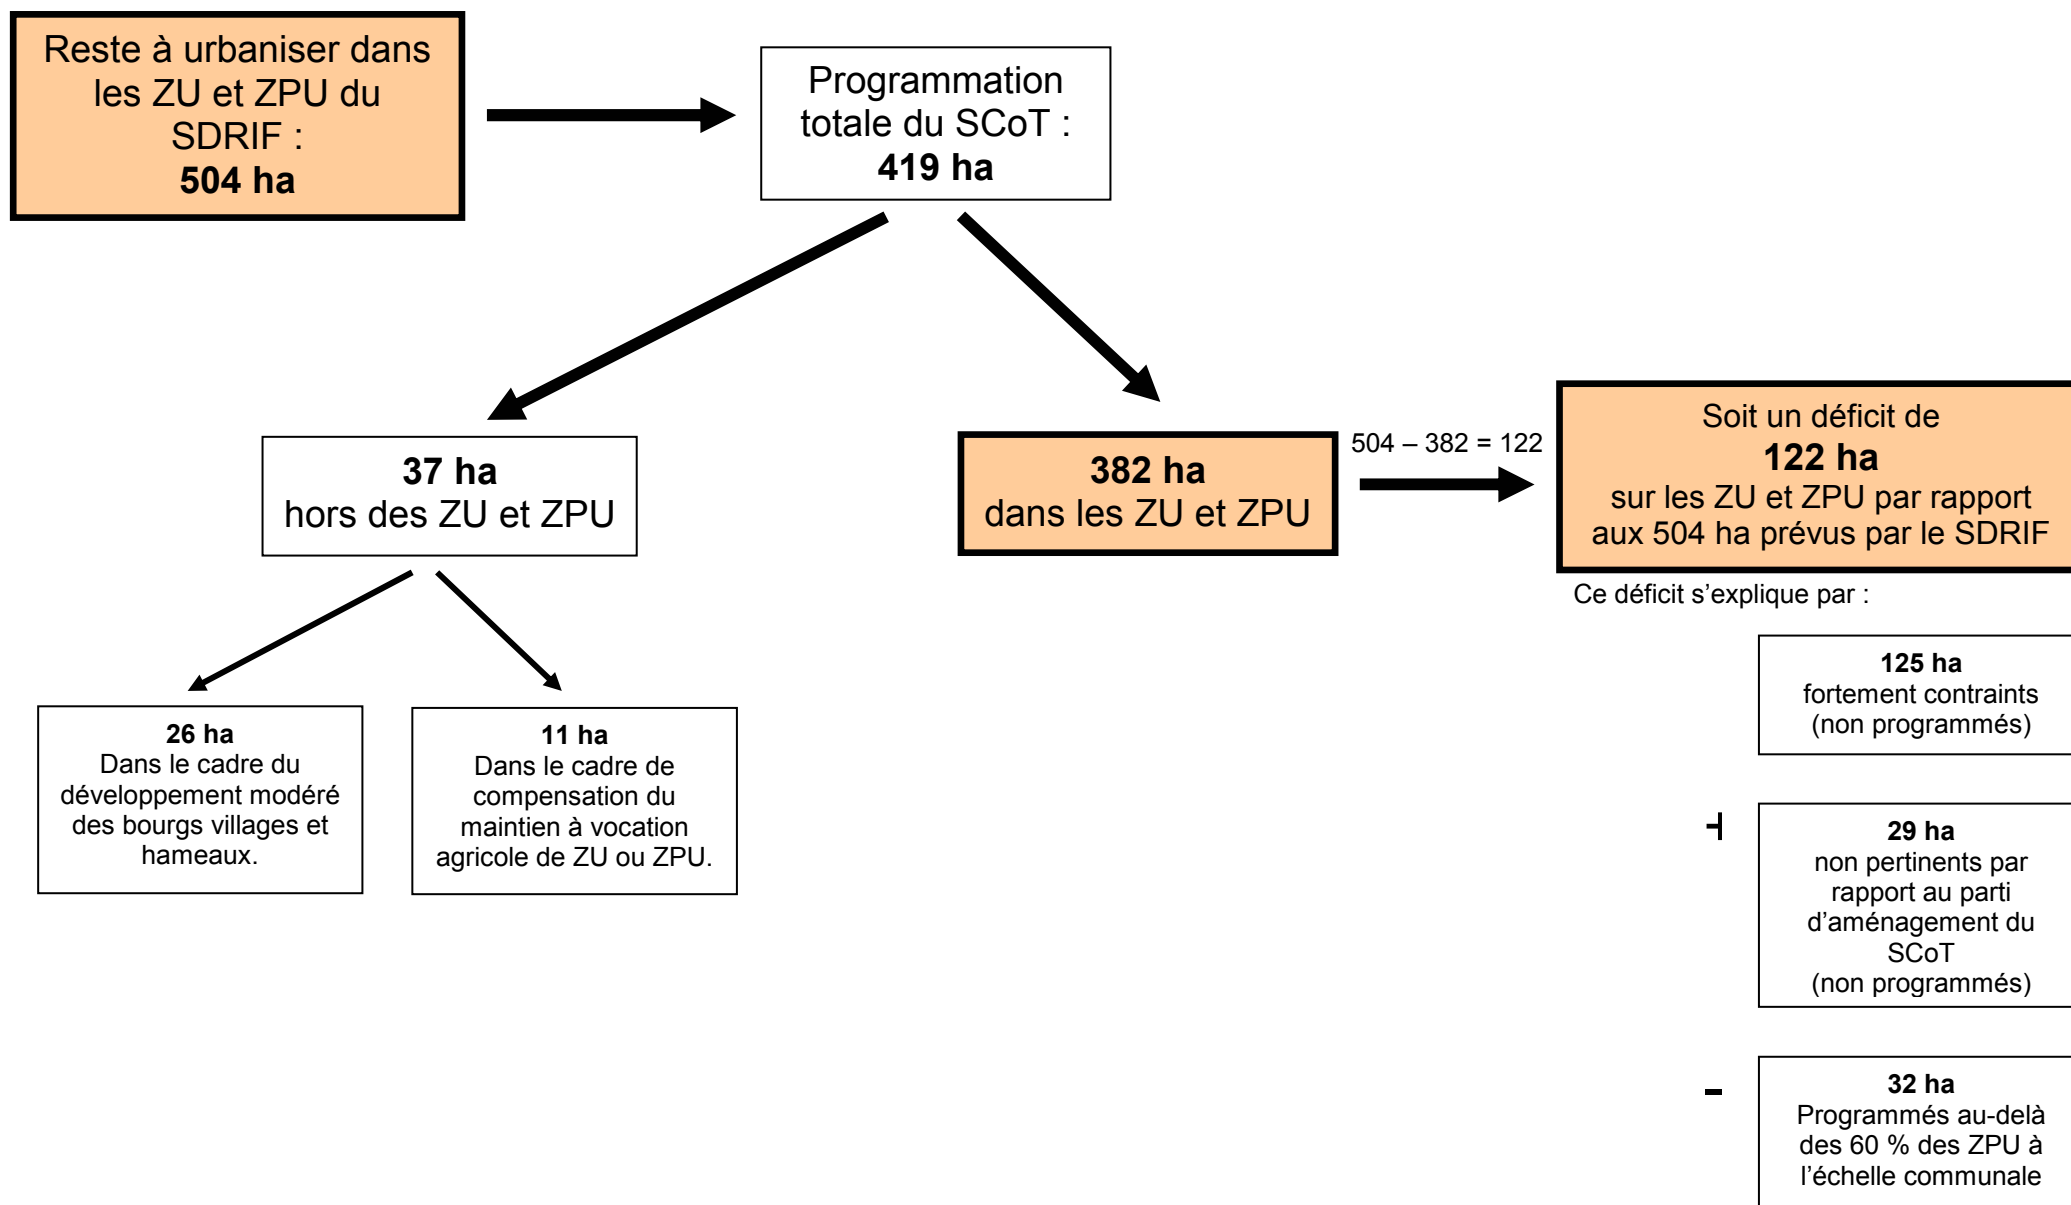 Reste à urbaniser dans
les ZU et ZPU du
SDRIF :
504 ha
Programmation
totale du SCoT :
419 ha
37 ha
hors des ZU et ZPU
382 ha
dans les ZU et ZPU
504 – 382 = 122
Soit un déficit de
122 ha
sur les ZU et ZPU par rapport
aux 504 ha prévus par le SDRIF
Ce déficit s’explique par :
26 ha
Dans le cadre du
développement modéré
des bourgs villages et
hameaux.
11 ha
Dans le cadre de
compensation du
maintien à vocation
agricole de ZU ou ZPU.
125 ha
fortement contraints
(non programmés)
29 ha
non pertinents par
rapport au parti
d’aménagement du
SCoT
(non programmés)
-
32 ha
Programmés au-delà
des 60 % des ZPU à
l’échelle communale